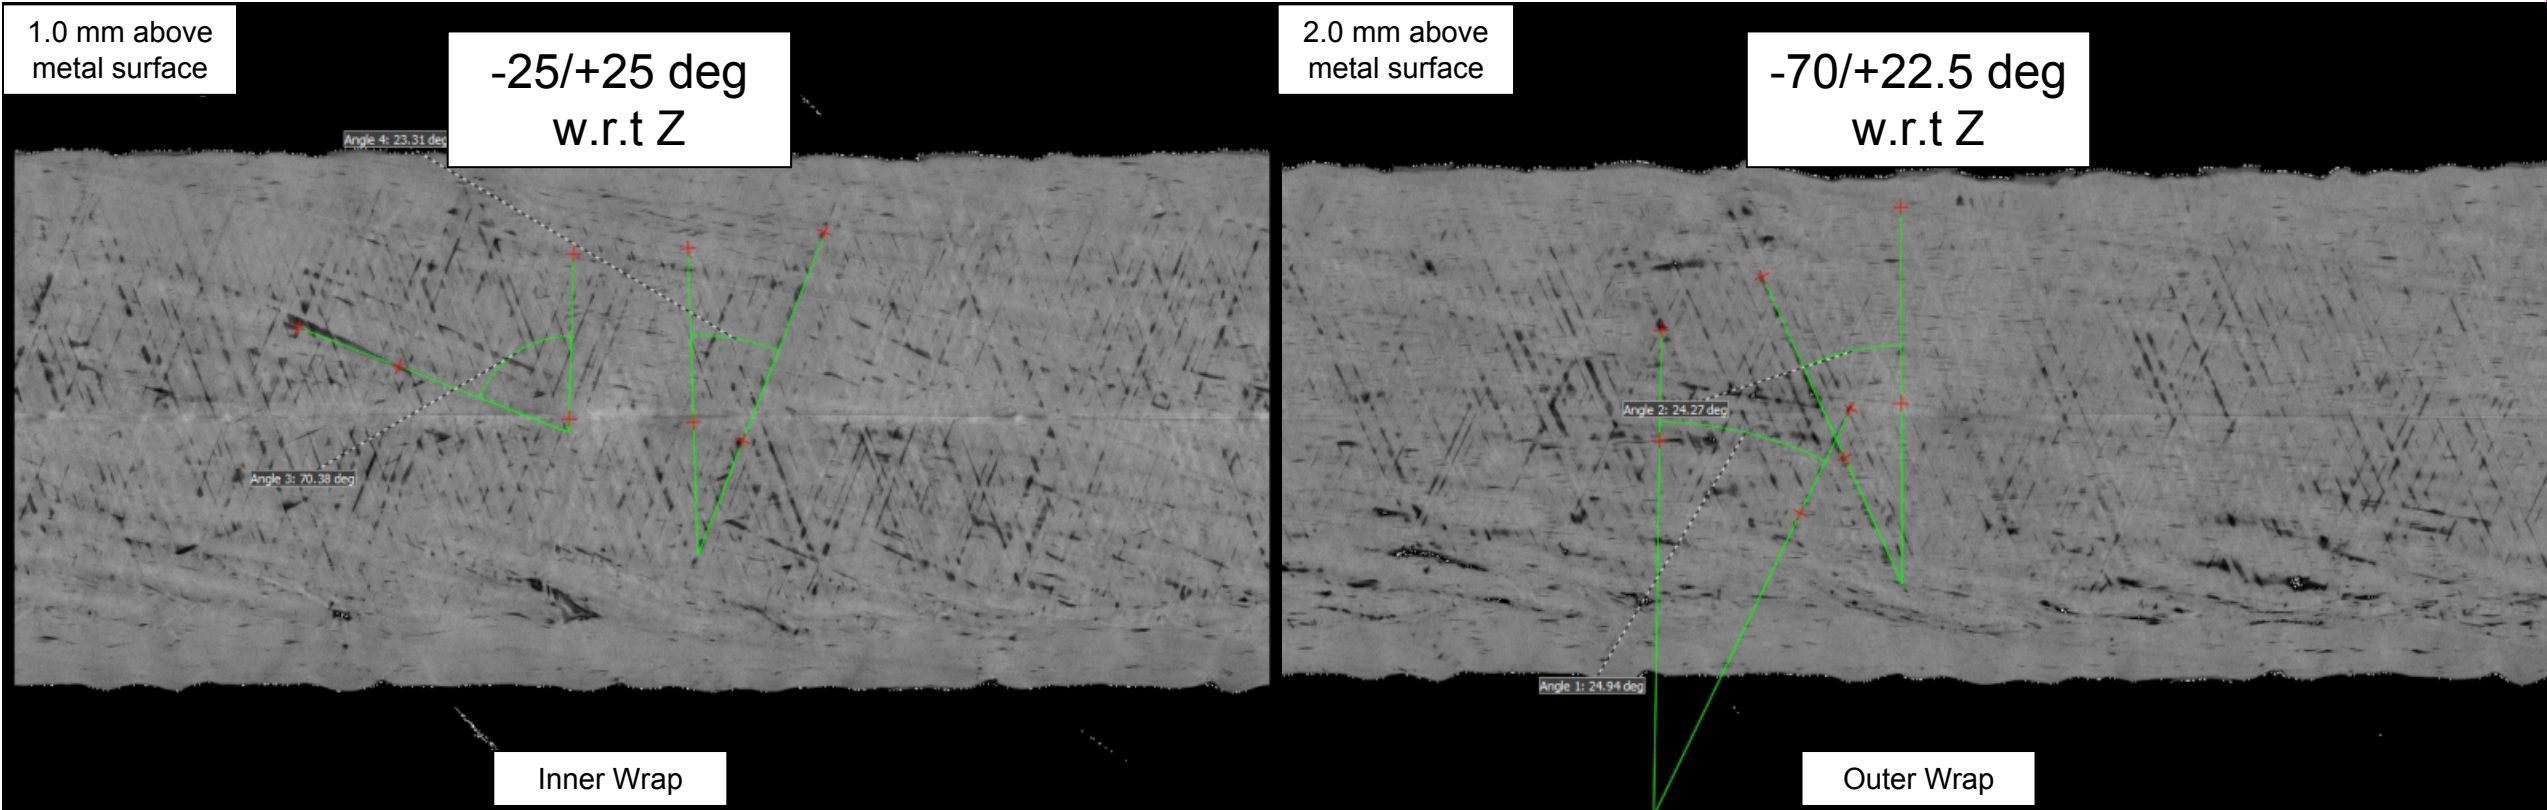 1.0 mm above
metal surface
-25/+25 deg
w.r.t Z
Angle 4: 23.31 deg
Angle 3: 70.38 deg
Inner Wrap
2.0 mm above
metal surface
-70/+22.5 deg
w.r.t Z
Angle 2: 24.27 deg
Angle 1: 24.94 deg
Outer Wrap